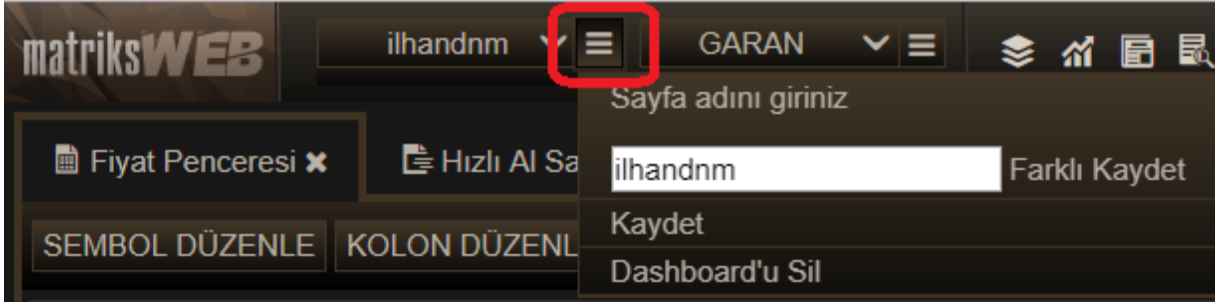 matriksWEB
ilhandnm
GARAN
Sayfa adını giriniz
Fiyat Penceresi
Hızlı Al Sa
ilhandnm
Farklı Kaydet
Kaydet
SEMBOL DÜZENLE
KOLON DÜZENL
Dashboard'u Sil